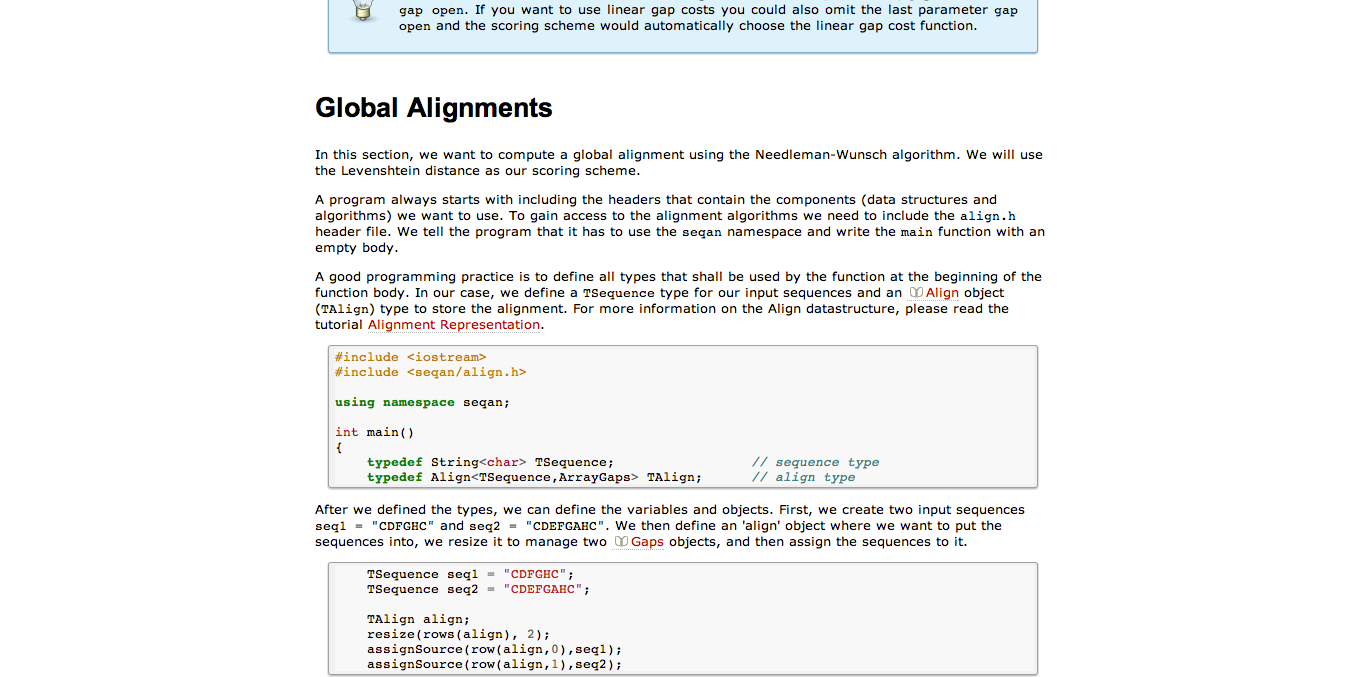 gap open. If you want to use linear gap costs you could also omit the last parameter gap
open and the scoring scheme would automatically choose the linear gap cost function.
Global Alignments
In this section, we want to compute a global alignment using the Needleman-Wunsch algorithm. We will use
the Levenshtein distance as our scoring scheme.
A program always starts with including the headers that contain the components (data structures and
algorithms) we want to use. To gain access to the alignment algorithms we need to include the align.h
header file. We tell the program that it has to use the seqan namespace and write the main function with an
empty body.
A good programming practice is to define all types that shall be used by the function at the beginning of the
function body. In our case, we define a TSequence type for our input sequences and an Align object
(TAlign) type to store the alignment. For more information on the Align datastructure, please read the
tutorial Alignment Representation.
#include <iostream>
#include <seqan/align.h>
using namespace seqan;
int main()
{
typedef String<char> TSequence; // sequence type
typedef Align<TSequence,ArrayGaps> TAlign; // align type
After we defined the types, we can define the variables and objects. First, we create two input sequences
seq1 = "CDFGHC" and seq2 = "CDEFGAHC". We then define an 'align' object where we want to put the
sequences into, we resize it to manage two Gaps objects, and then assign the sequences to it.
TSequence seq1 = "CDFGHC";
TSequence seq2 = "CDEFGAHC";
TAlign align;
resize(rows(align), 2);
assignSource(row(align,0),seq1);
assignSource(row(align,1),seq2);